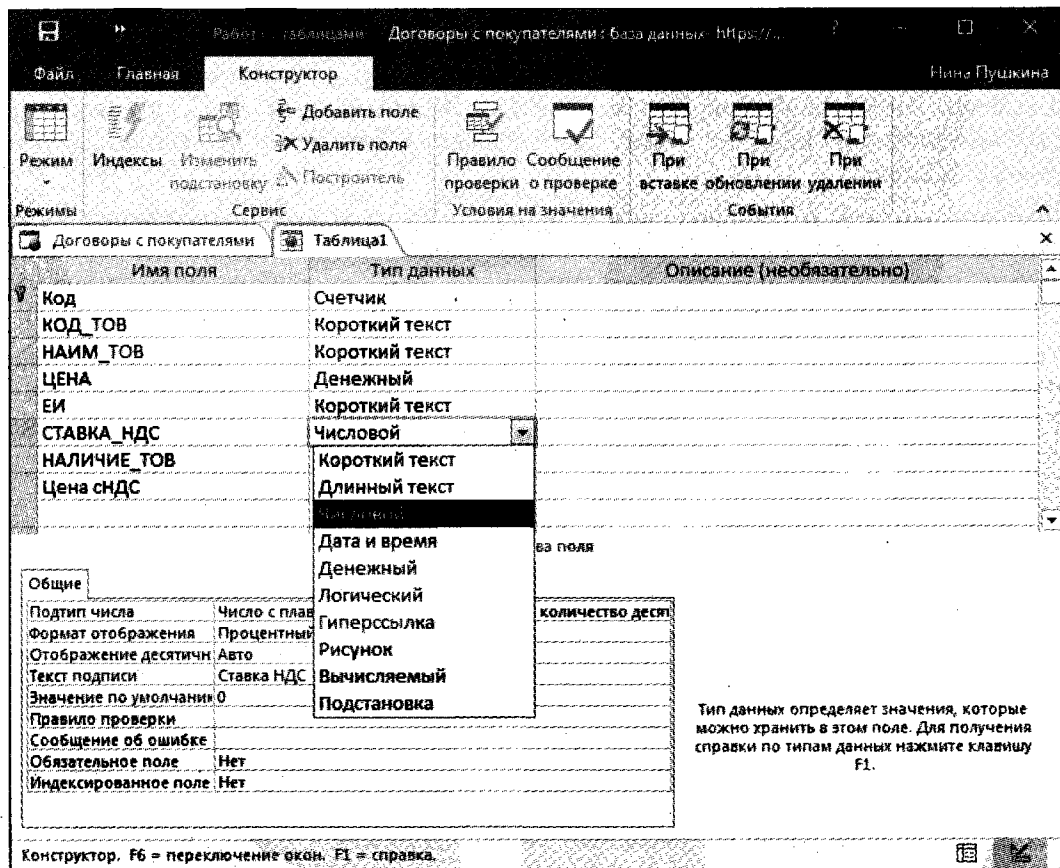 Работа с таблицами Договоры с покупателями : база данных- https://... ?
Файл Главная Конструктор Нина Пушкина
Режим
Индексы
Изменить подстановку
Добавить поле
Удалить поля
Построитель
Правило проверки
Сообщение о проверке
При вставке
При обновлении
При удалении
Режимы Сервис Условия на значения События
Договоры с покупателями Таблица1
Имя поля Тип данных Описание (необязательно)
Код Счетчик
КОД_ТОВ Короткий текст
НАИМ_ТОВ Короткий текст
ЦЕНА Денежный
ЕИ Короткий текст
СТАВКА_НДС Числовой
НАЛИЧИЕ_ТОВ
Цена сНДС
Короткий текст
Длинный текст
Числовой
Дата и время
Денежный
Логический
Гиперссылка
Рисунок
Вычисляемый
Подстановка
ва поля
Общие
Подтип числа Число с плав количество десят
Формат отображения Процентный
Отображение десятичн Авто
Текст подписи Ставка НДС
Значение по умолчани 0
Правило проверки
Сообщение об ошибке
Обязательное поле Нет
Индексированное поле Нет
Тип данных определяет значения, которые
можно хранить в этом поле. Для получения
справки по типам данных нажмите клавишу
F1.
Конструктор. F6 = переключение окон. F1 = справка.